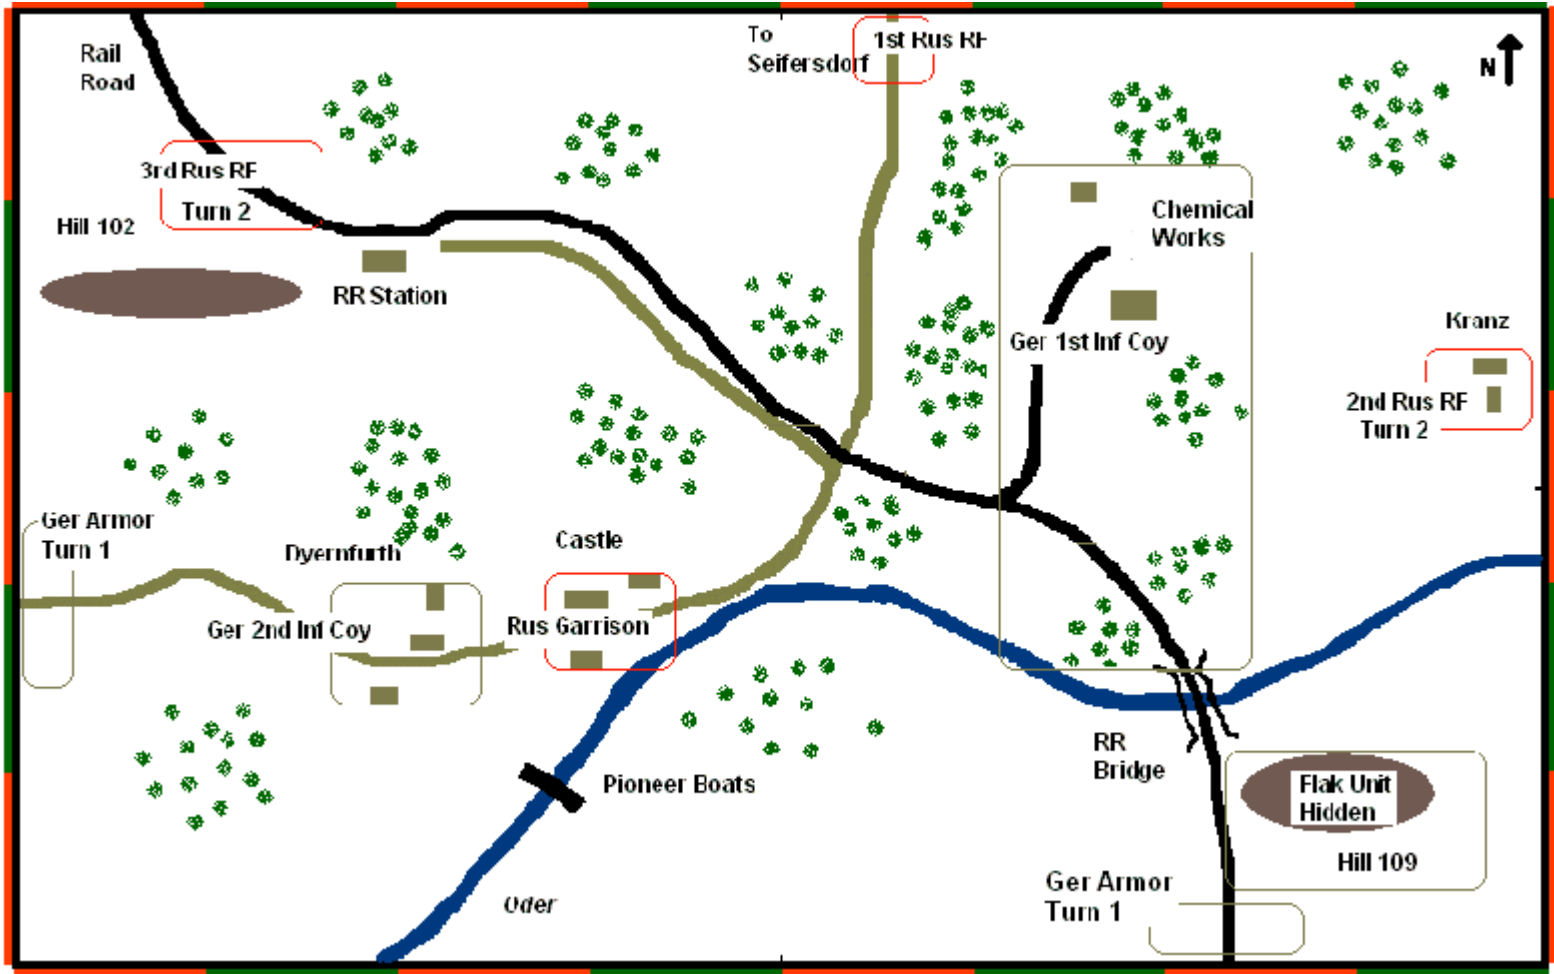 Rail
Road
To
Seifersdorf
1st Rus RF
N
3rd Rus RF
Turn 2
Hill 102
RR Station
Chemical
Works
Ger 1st Inf Coy
Kranz
2nd Rus RF
Turn 2
Ger Armor
Turn 1
Dyernfurth
Castle
Ger 2nd Inf Coy
Rus Garrison
RR
Bridge
Pioneer Boats
Flak Unit
Hidden
Hill 109
Ger Armor
Turn 1
Oder